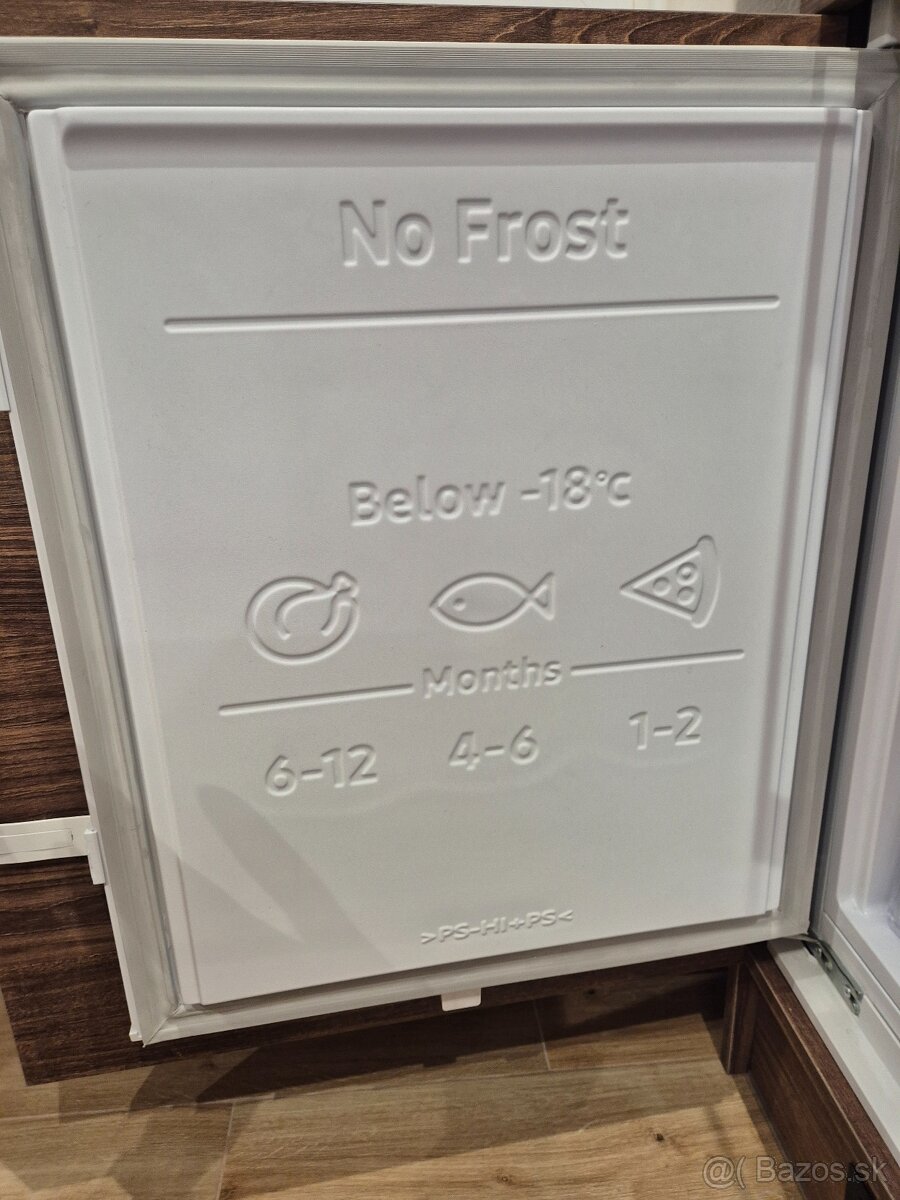 No Frost
Below -18°C
Months
6-12 4-6 1-2
>PS-HI+PS<
@( Bazos.sk